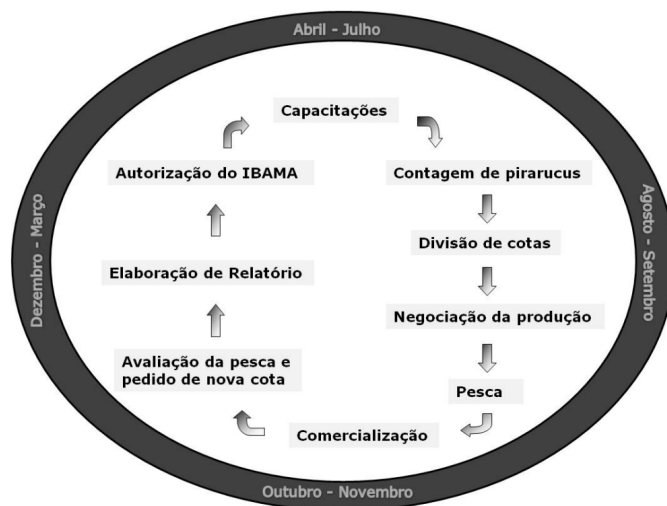 Abril - Julho
Capacitações
Autorização do IBAMA
Contagem de pirarucus
Dezembro - Março
Agosto - Setembro
Divisão de cotas
Elaboração de Relatório
Negociação da produção
Avaliação da pesca e
pedido de nova cota
Pesca
Comercialização
Outubro - Novembro